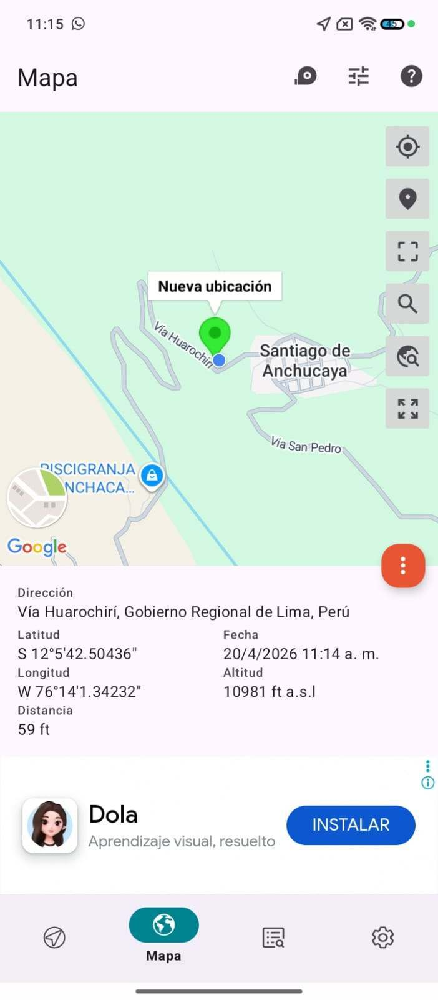 11:15
45
Mapa
Nueva ubicación
Vía Huarochirí
Santiago de
Anchucaya
Vía San Pedro
PISCIGRANJA
NCHACA...
Google
Dirección
Vía Huarochirí, Gobierno Regional de Lima, Perú
Latitud
Fecha
S 12°5'42.50436"
20/4/2026 11:14 a. m.
Longitud
Altitud
W 76°14'1.34232"
10981 ft a.s.l
Distancia
59 ft
Dola
Aprendizaje visual, resuelto
INSTALAR
Mapa